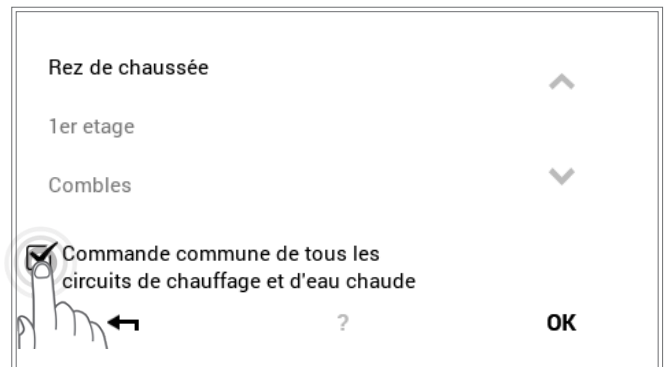 Rez de chaussée
1er etage
Combles
Commande commune de tous les
circuits de chauffage et d'eau chaude
? OK